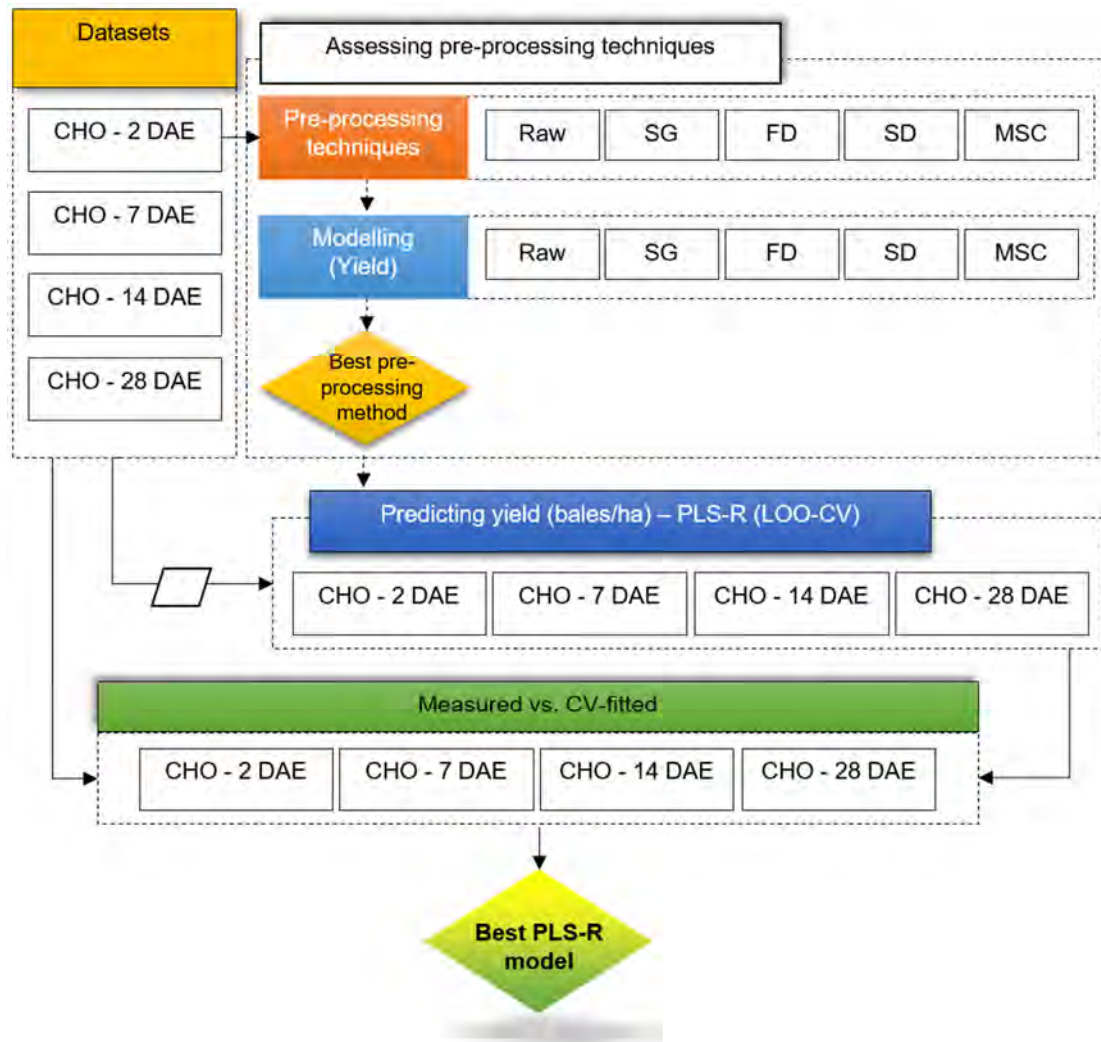 Datasets
CHO - 2 DAE
CHO - 7 DAE
CHO - 14 DAE
CHO - 28 DAE
Assessing pre-processing techniques
Pre-processing
techniques
Raw
SG
FD
SD
MSC
Modelling
(Yield)
Raw
SG
FD
SD
MSC
Best pre-
processing
method
Predicting yield (bales/ha) – PLS-R (LOO-CV)
CHO - 2 DAE
CHO - 7 DAE
CHO - 14 DAE
CHO - 28 DAE
Measured vs. CV-fitted
CHO - 2 DAE
CHO - 7 DAE
CHO - 14 DAE
CHO - 28 DAE
Best PLS-R
model